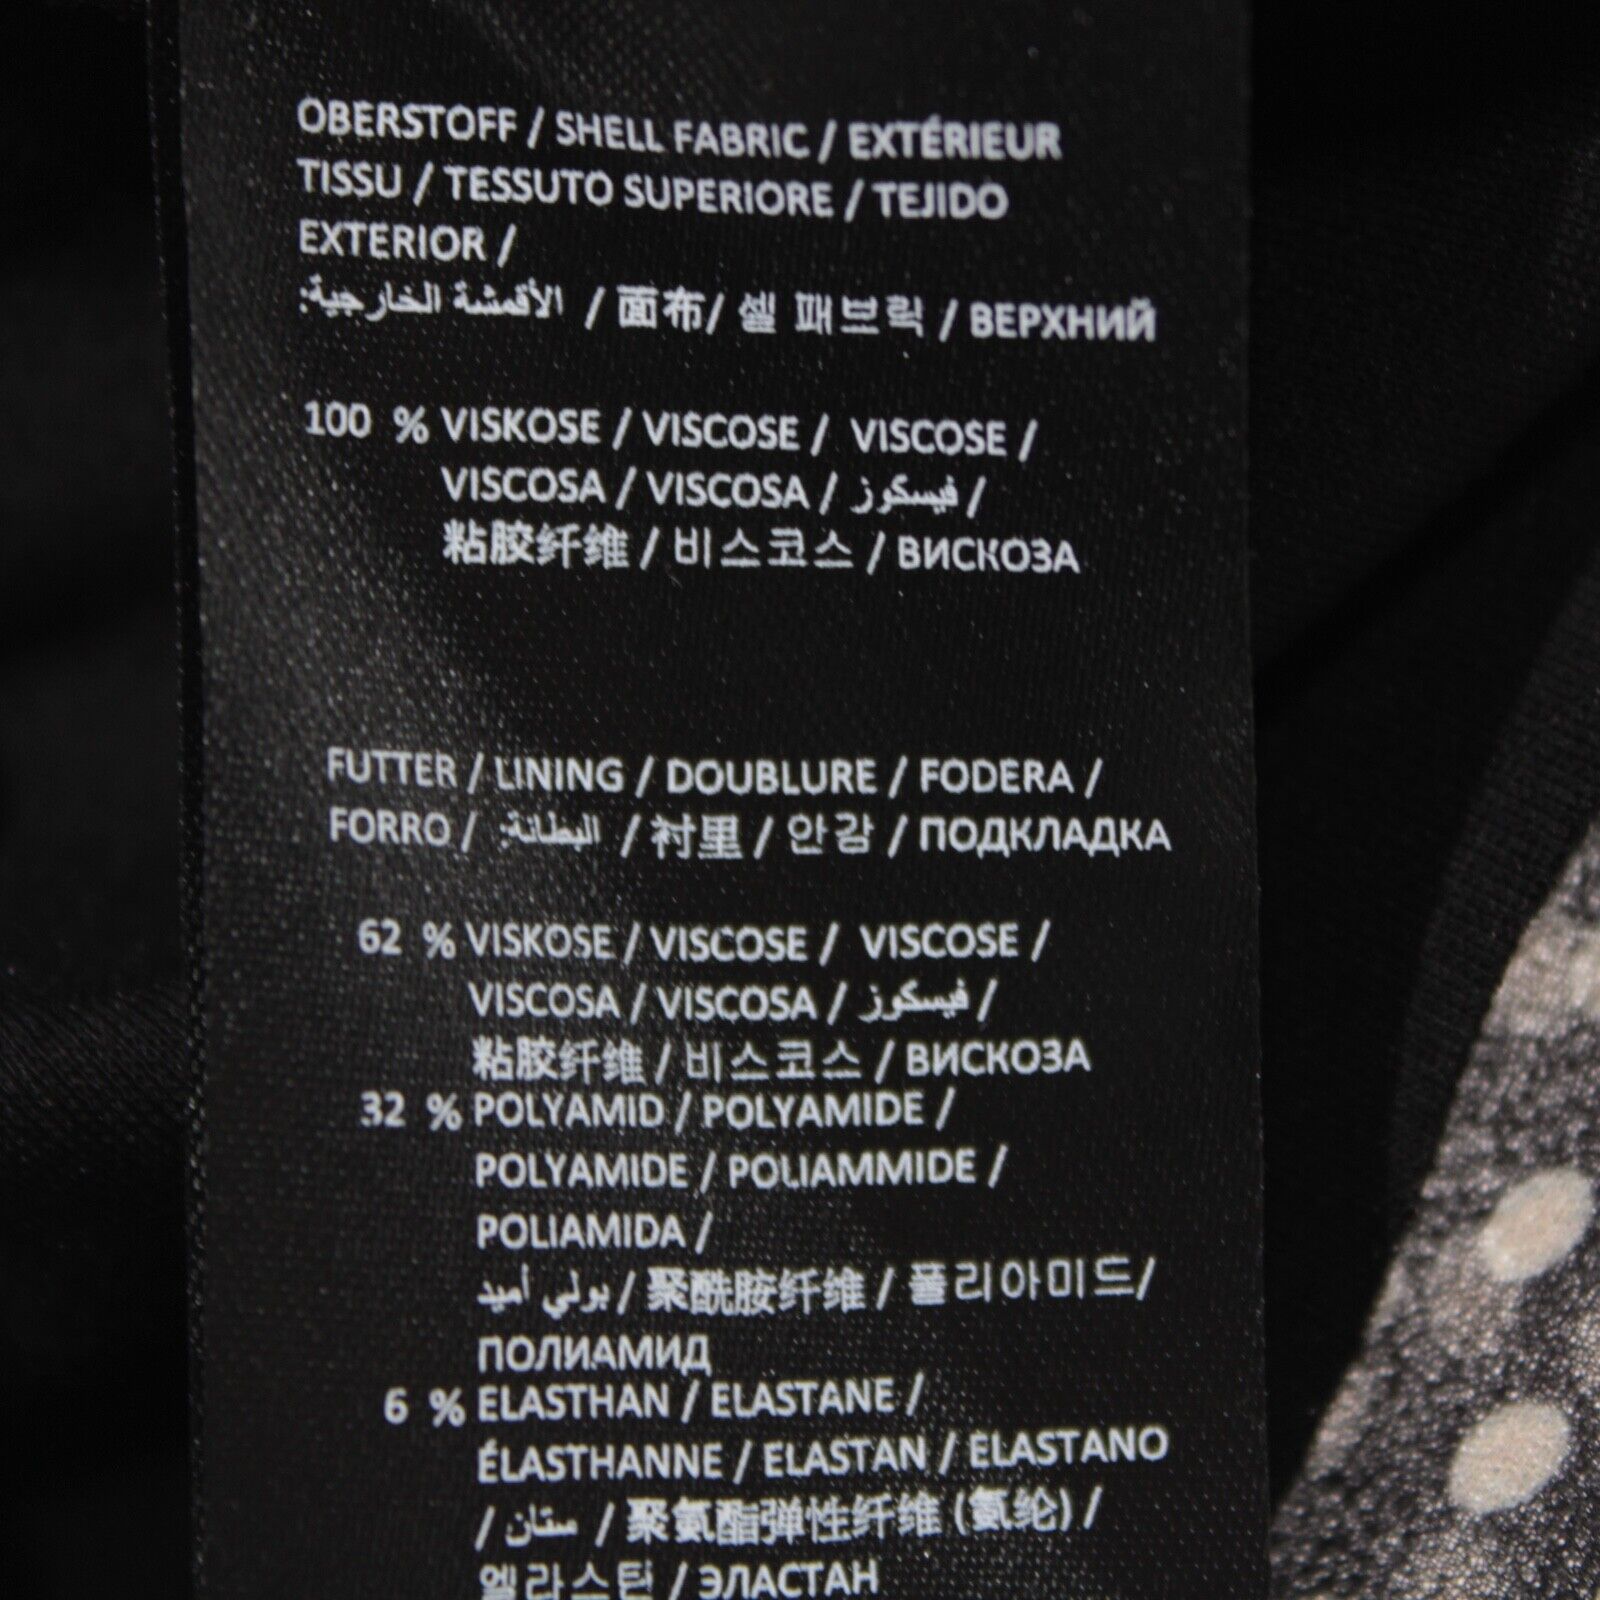 OBERSTOFF / SHELL FABRIC / EXTÉRIEUR
TISSU / TESSUTO SUPERIORE / TEJIDO
EXTERIOR /
الأقمشة الخارجية: / 面布/ 셸 패브릭 / ВЕРХНИЙ
100 % VISKOSE / VISCOSE / VISCOSE /
VISCOSA / VISCOSA / فيسكوز /
粘胶纤维 / 비스코스 / ВИСКОЗА
FUTTER / LINING / DOUBLURE / FODERA /
FORRO / البطانة: / 衬里 / 안감 / ПОДКЛАДКА
62 % VISKOSE / VISCOSE / VISCOSE /
VISCOSA / VISCOSA / فيسكوز /
粘胶纤维 / 비스코스 / ВИСКОЗА
32 % POLYAMID / POLYAMIDE /
POLYAMIDE / POLIAMMIDE /
POLIAMIDA /
بولي أميد / 聚酰胺纤维 / 폴리아미드/
ПОЛИАМИД
6 % ELASTHAN / ELASTANE /
ÉLASTHANNE / ELASTAN / ELASTANO
/ ستان / 聚氨酯弹性纤维 (氨纶) /
엘라스탄 / ЭЛАСТАН